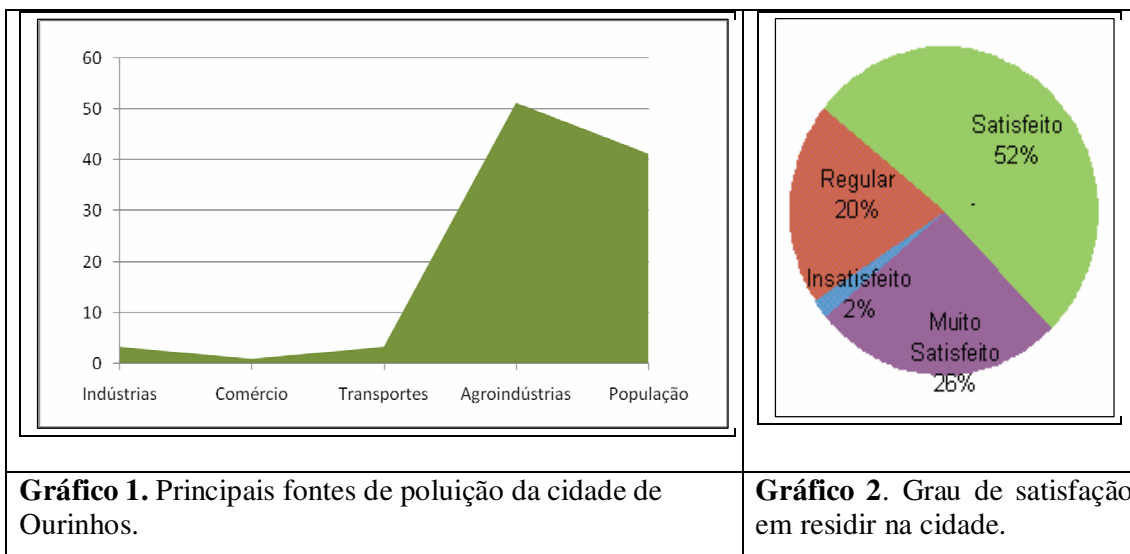 60
50
40
30
20
10
0
Indústrias Comércio Transportes Agroindústrias População
Satisfeito
52%
Regular
20%
Insatisfeito
2%
Muito
Satisfeito
26%
Gráfico 1. Principais fontes de poluição da cidade de
Ourinhos.
Gráfico 2. Grau de satisfação
em residir na cidade.